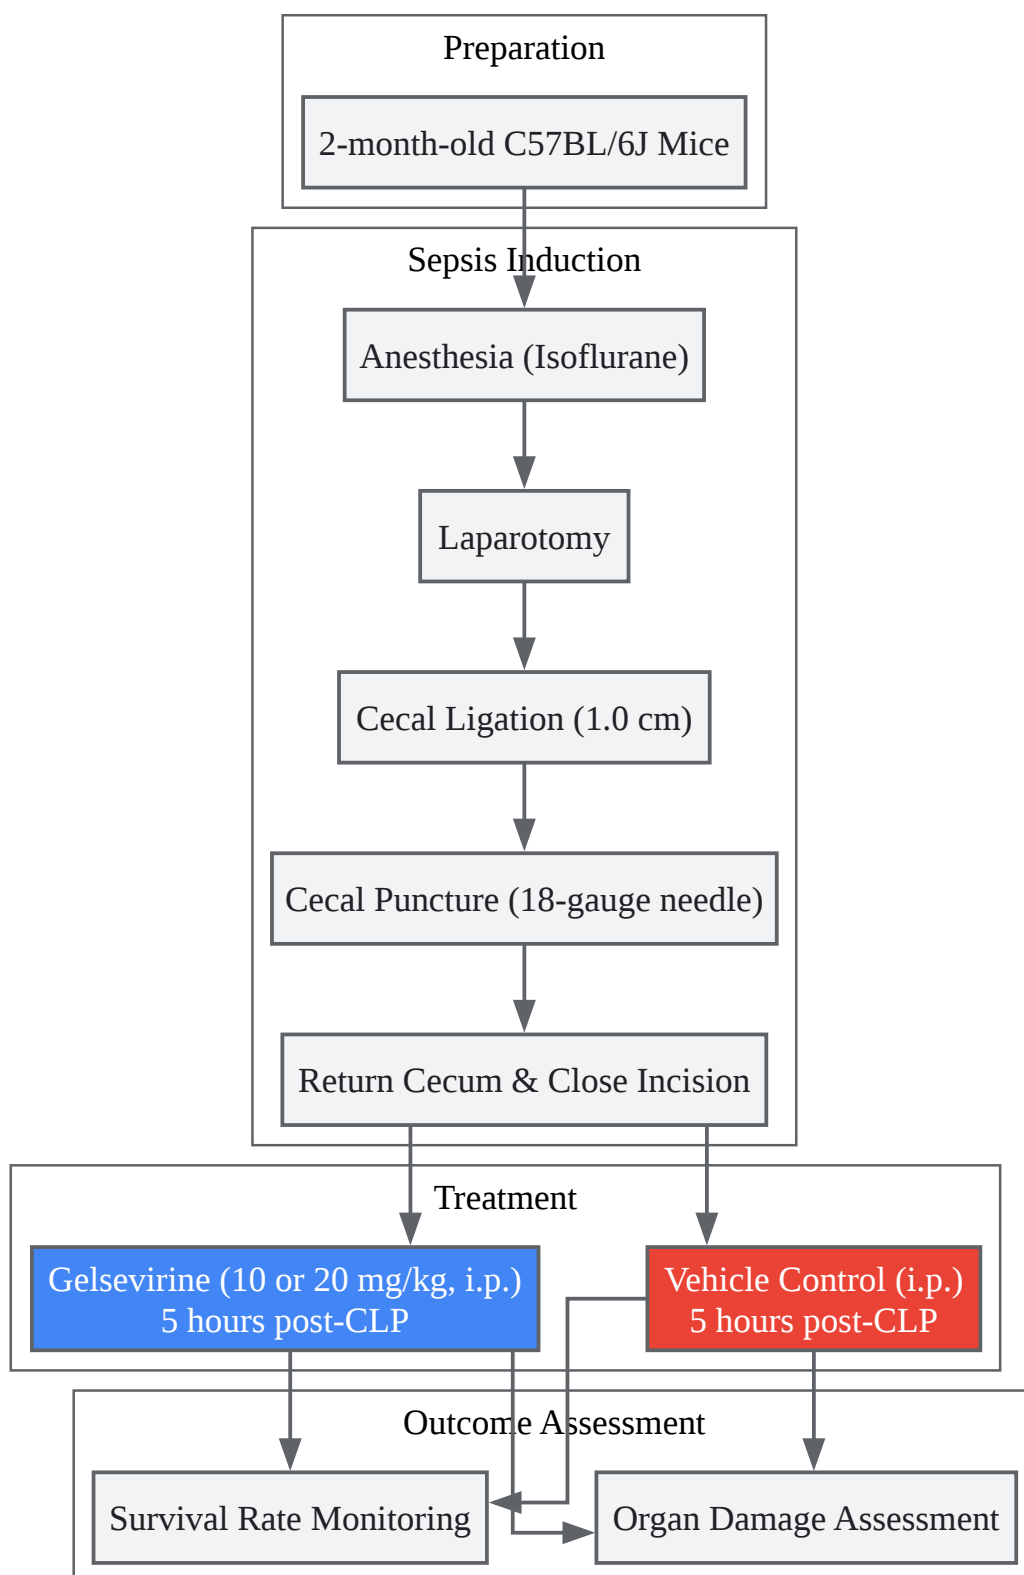 Preparation
2-month-old C57BL/6J Mice
Sepsis Induction
Anesthesia (Isoflurane)
Laparotomy
Cecal Ligation (1.0 cm)
Cecal Puncture (18-gauge needle)
Return Cecum & Close Incision
Treatment
Gelsevirine (10 or 20 mg/kg, i.p.)
5 hours post-CLP
Vehicle Control (i.p.)
5 hours post-CLP
Outcome Assessment
Survival Rate Monitoring
Organ Damage Assessment